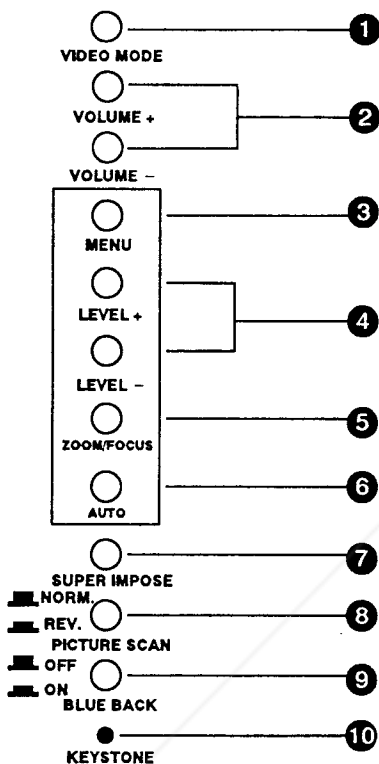 1
VIDEO MODE
VOLUME +
2
VOLUME −
3
MENU
LEVEL +
4
LEVEL −
5
ZOOM/FOCUS
6
AUTO
7
SUPER IMPOSE
NORM.
8
REV.
PICTURE SCAN
OFF
9
ON
BLUE BACK
10
KEYSTONE